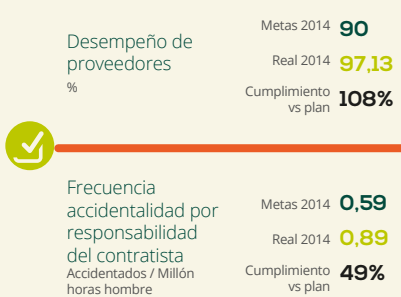 Desempeño de
proveedores
%
Metas 2014 90
Real 2014 97,13
Cumplimiento
vs plan 108%
Frecuencia
accidentalidad por
responsabilidad
del contratista
Accidentados / Millón
horas hombre
Metas 2014 0,59
Real 2014 0,89
Cumplimiento
vs plan 49%